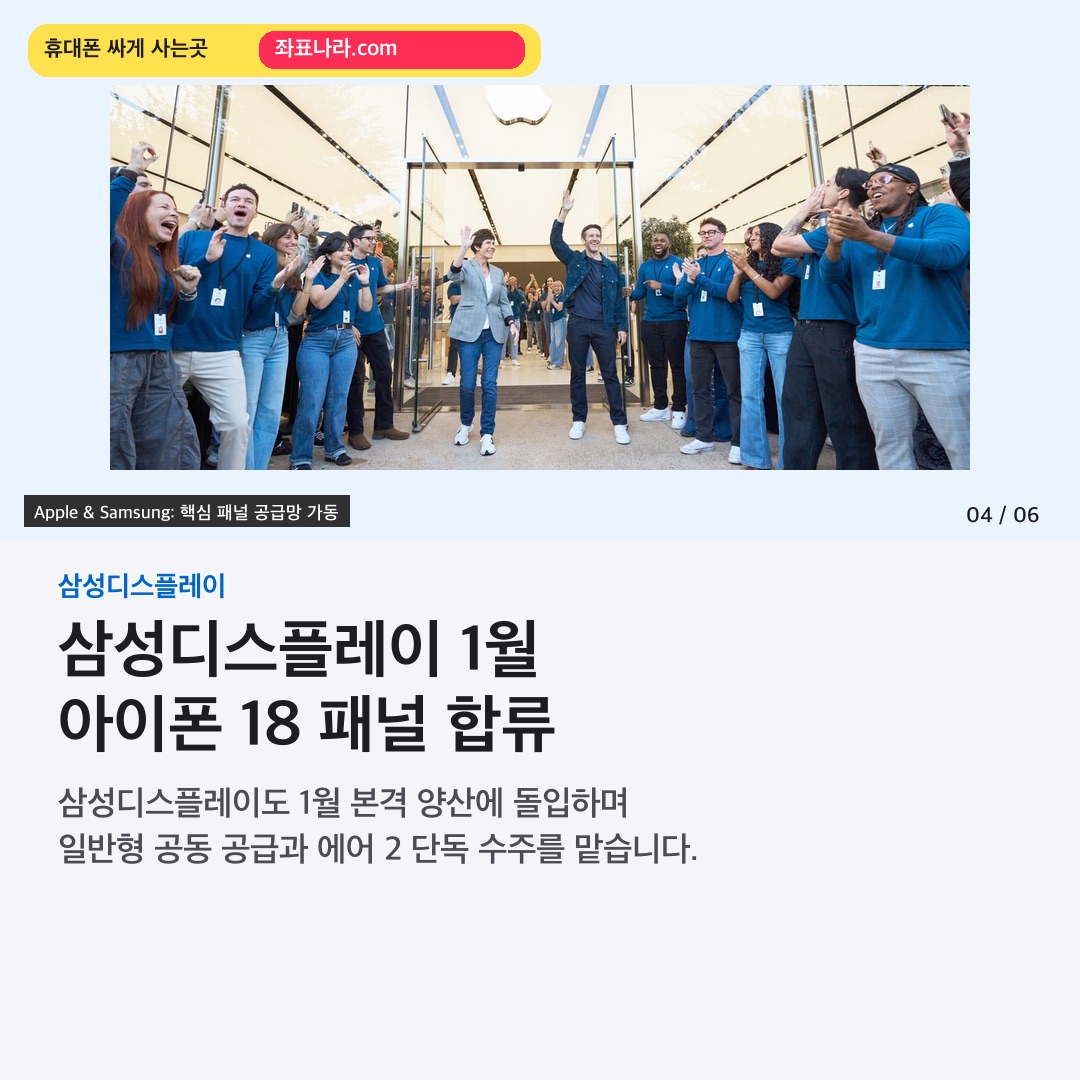 휴대폰 싸게 사는곳
좌표나라.com
Apple & Samsung: 핵심 패널 공급망 가동
04 / 06
삼성디스플레이
삼성디스플레이 1월
아이폰 18 패널 합류
삼성디스플레이도 1월 본격 양산에 돌입하며
일반형 공동 공급과 에어 2 단독 수주를 맡습니다.